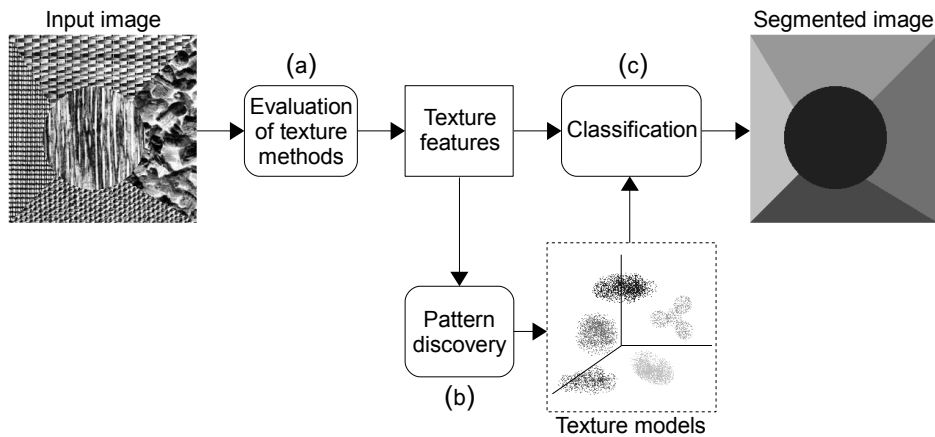 Input image
Segmented image
(a)
(c)
Evaluation
of texture
methods
Texture
features
Classification
Pattern
discovery
(b)
Texture models